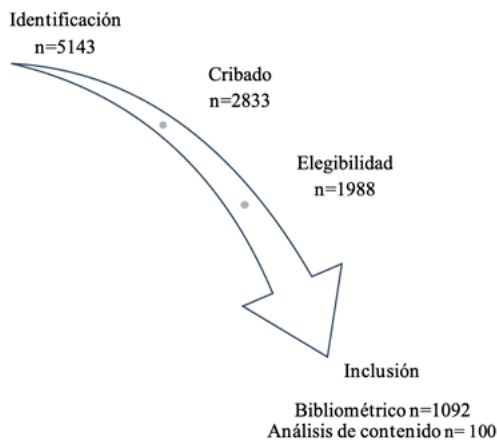 Identificación
n=5143
Cribado
n=2833
Elegibilidad
n=1988
Inclusión
Bibliométrico n=1092
Análisis de contenido n= 100